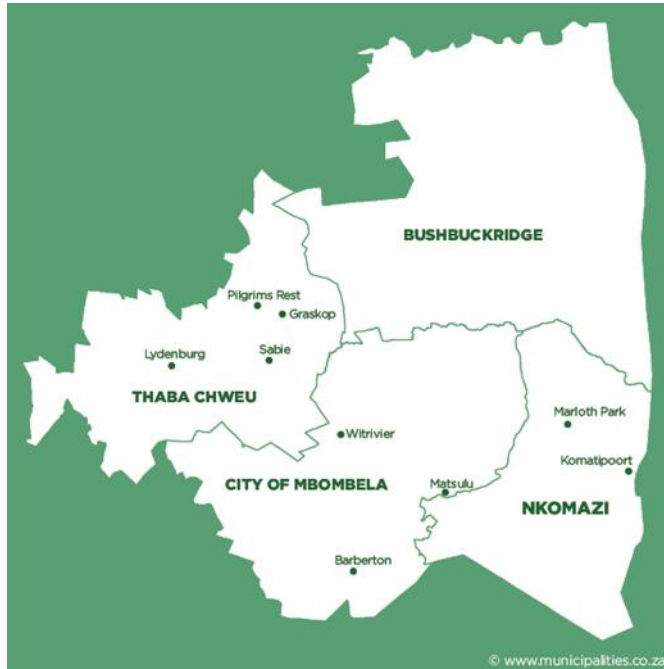 BUSHBUCKRIDGE
Pilgrims Rest
Graskop
Lydenburg
Sabie
THABA CHWEU
Marloth Park
Witrivier
Komatipoort
CITY OF MBOMBELA
Matsulu
NKOMAZI
Barberton
© www.municipalities.co.za